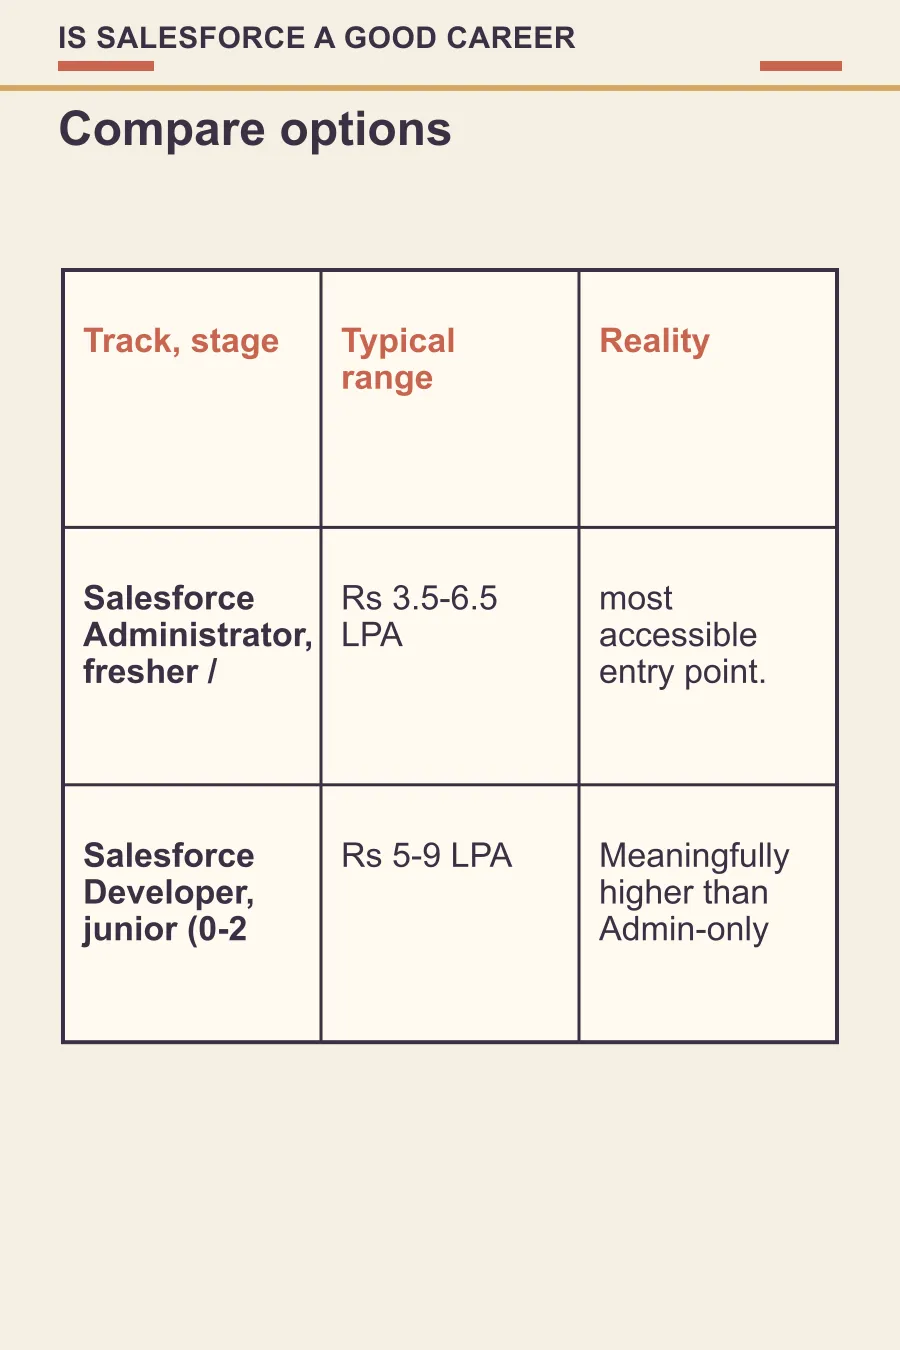 IS SALESFORCE A GOOD CAREER
Compare options
Track, stage
Typical
range
Reality
Salesforce
Administrator,
fresher /
Rs 3.5-6.5
LPA
most
accessible
entry point.
Salesforce
Developer,
junior (0-2
Rs 5-9 LPA
Meaningfully
higher than
Admin-only